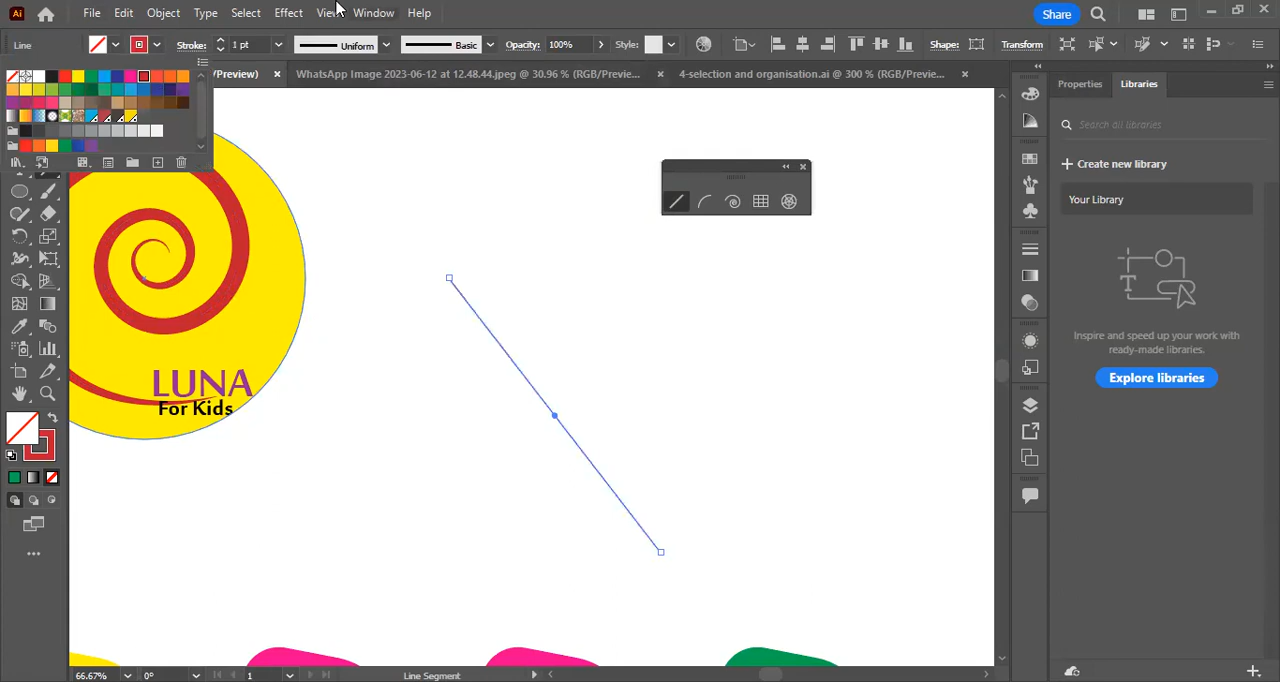 Ai File Edit Object Type Select Effect View Window Help Share
Line Stroke: 1 pt Uniform Basic Opacity: 100% Style: Shape: Transform
/Preview) × WhatsApp Image 2023-06-12 at 12.48.44.jpeg @ 30.96 % (RGB/Previe... × 4-selection and organisation.ai @ 300 % (RGB/Preview... ×
Properties Libraries
Search all libraries
Create new library
Your Library
Inspire and speed up your work with
ready-made libraries.
Explore libraries
LUNA
For Kids
66.67% 0° 1 Line Segment